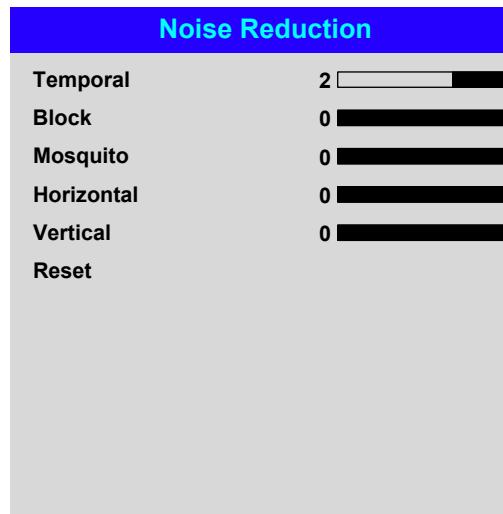 Noise Reduction
Temporal 2
Block 0
Mosquito 0
Horizontal 0
Vertical 0
Reset